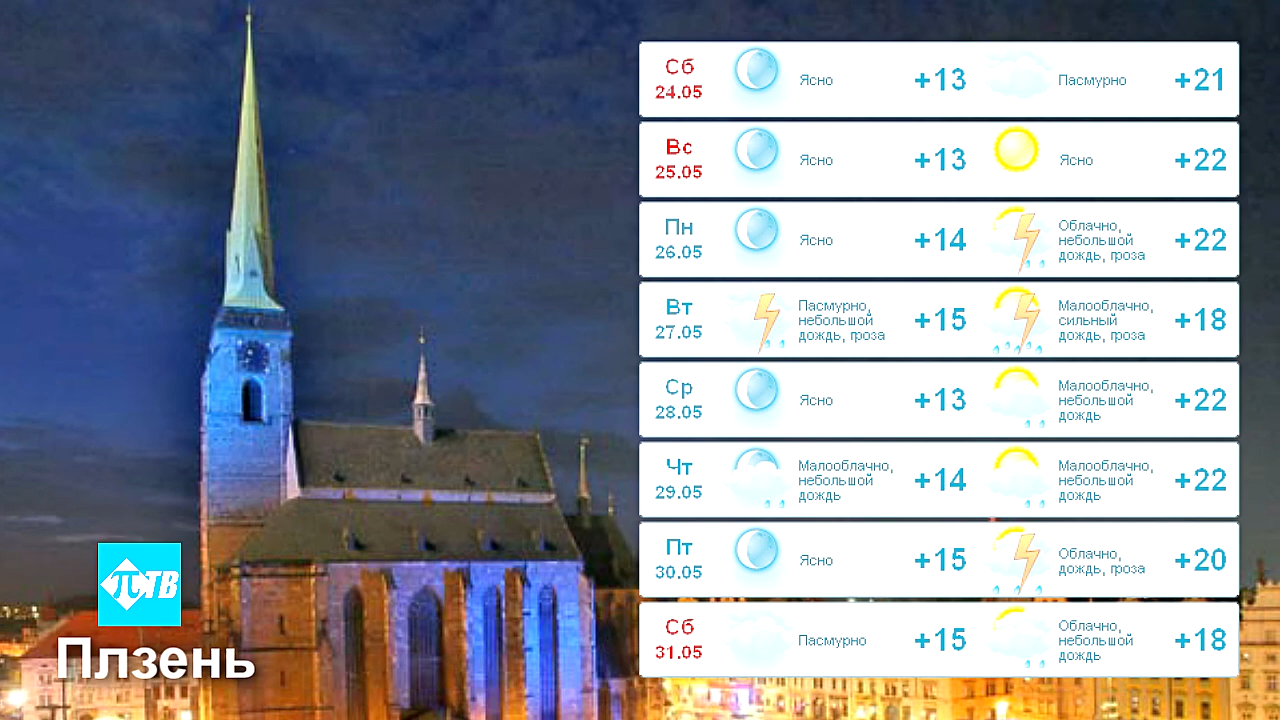 Сб
24.05
Ясно
+13
Пасмурно
+21
Вс
25.05
Ясно
+13
Ясно
+22
Пн
26.05
Ясно
+14
Облачно,
небольшой
дождь, гроза
+22
Вт
27.05
Пасмурно,
небольшой
дождь, гроза
+15
Малооблачно,
сильный
дождь, гроза
+18
Ср
28.05
Ясно
+13
Малооблачно,
небольшой
дождь
+22
Чт
29.05
Малооблачно,
небольшой
дождь
+14
Малооблачно,
небольшой
дождь
+22
Пт
30.05
Ясно
+15
Облачно,
дождь, гроза
+20
Сб
31.05
Пасмурно
+15
Облачно,
небольшой
дождь
+18
πТВ
Плзень